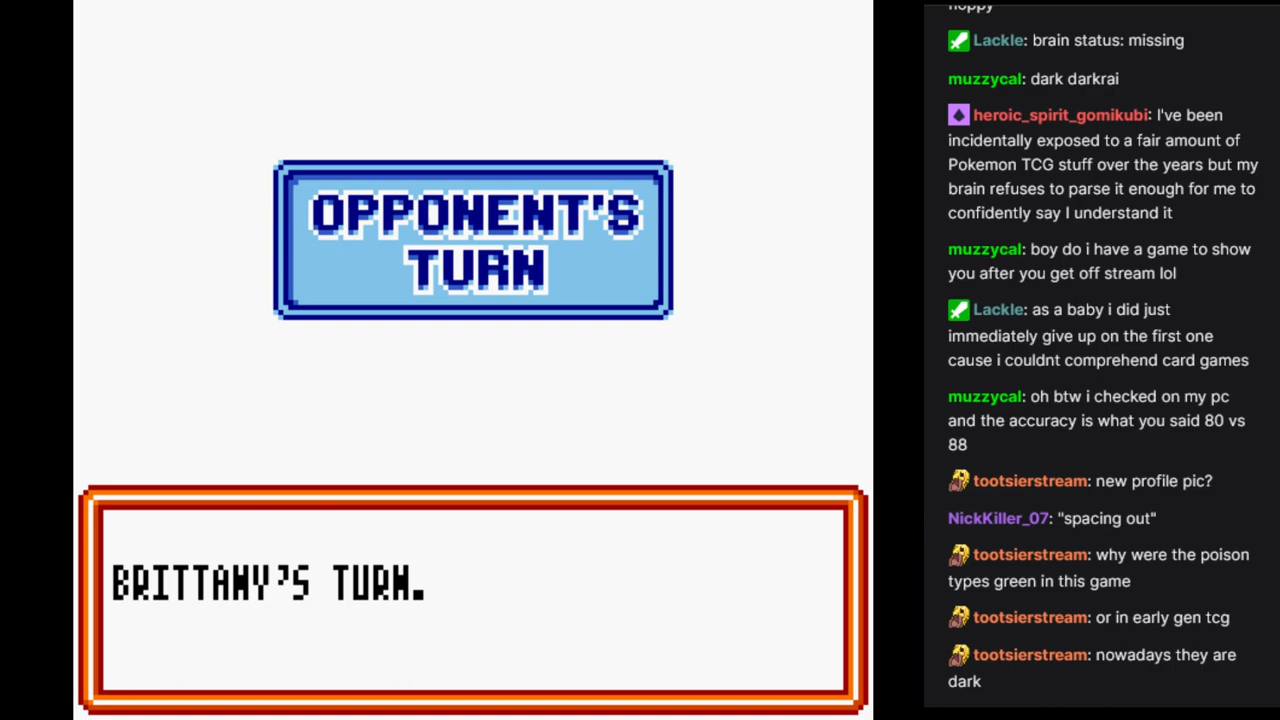 OPPONENT'S
TURN
BRITTANY'S TURN.
hoppy
Lackle: brain status: missing
muzzycal: dark darkrai
heroic_spirit_gomikubi: I've been
incidentally exposed to a fair amount of
Pokemon TCG stuff over the years but my
brain refuses to parse it enough for me to
confidently say I understand it
muzzycal: boy do i have a game to show
you after you get off stream lol
Lackle: as a baby i did just
immediately give up on the first one
cause i couldnt comprehend card games
muzzycal: oh btw i checked on my pc
and the accuracy is what you said 80 vs
88
tootsierstream: new profile pic?
NickKiller_07: "spacing out"
tootsierstream: why were the poison
types green in this game
tootsierstream: or in early gen tcg
tootsierstream: nowadays they are
dark